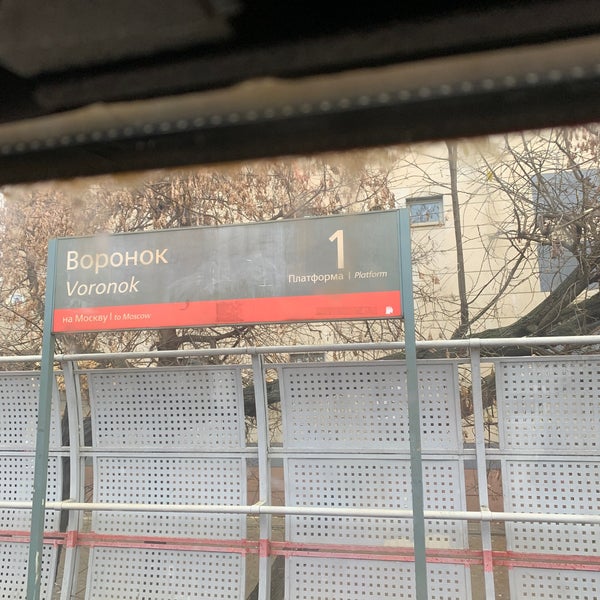 Воронок
Voronok
1
Платформа | Platform
на Москву | to Moscow